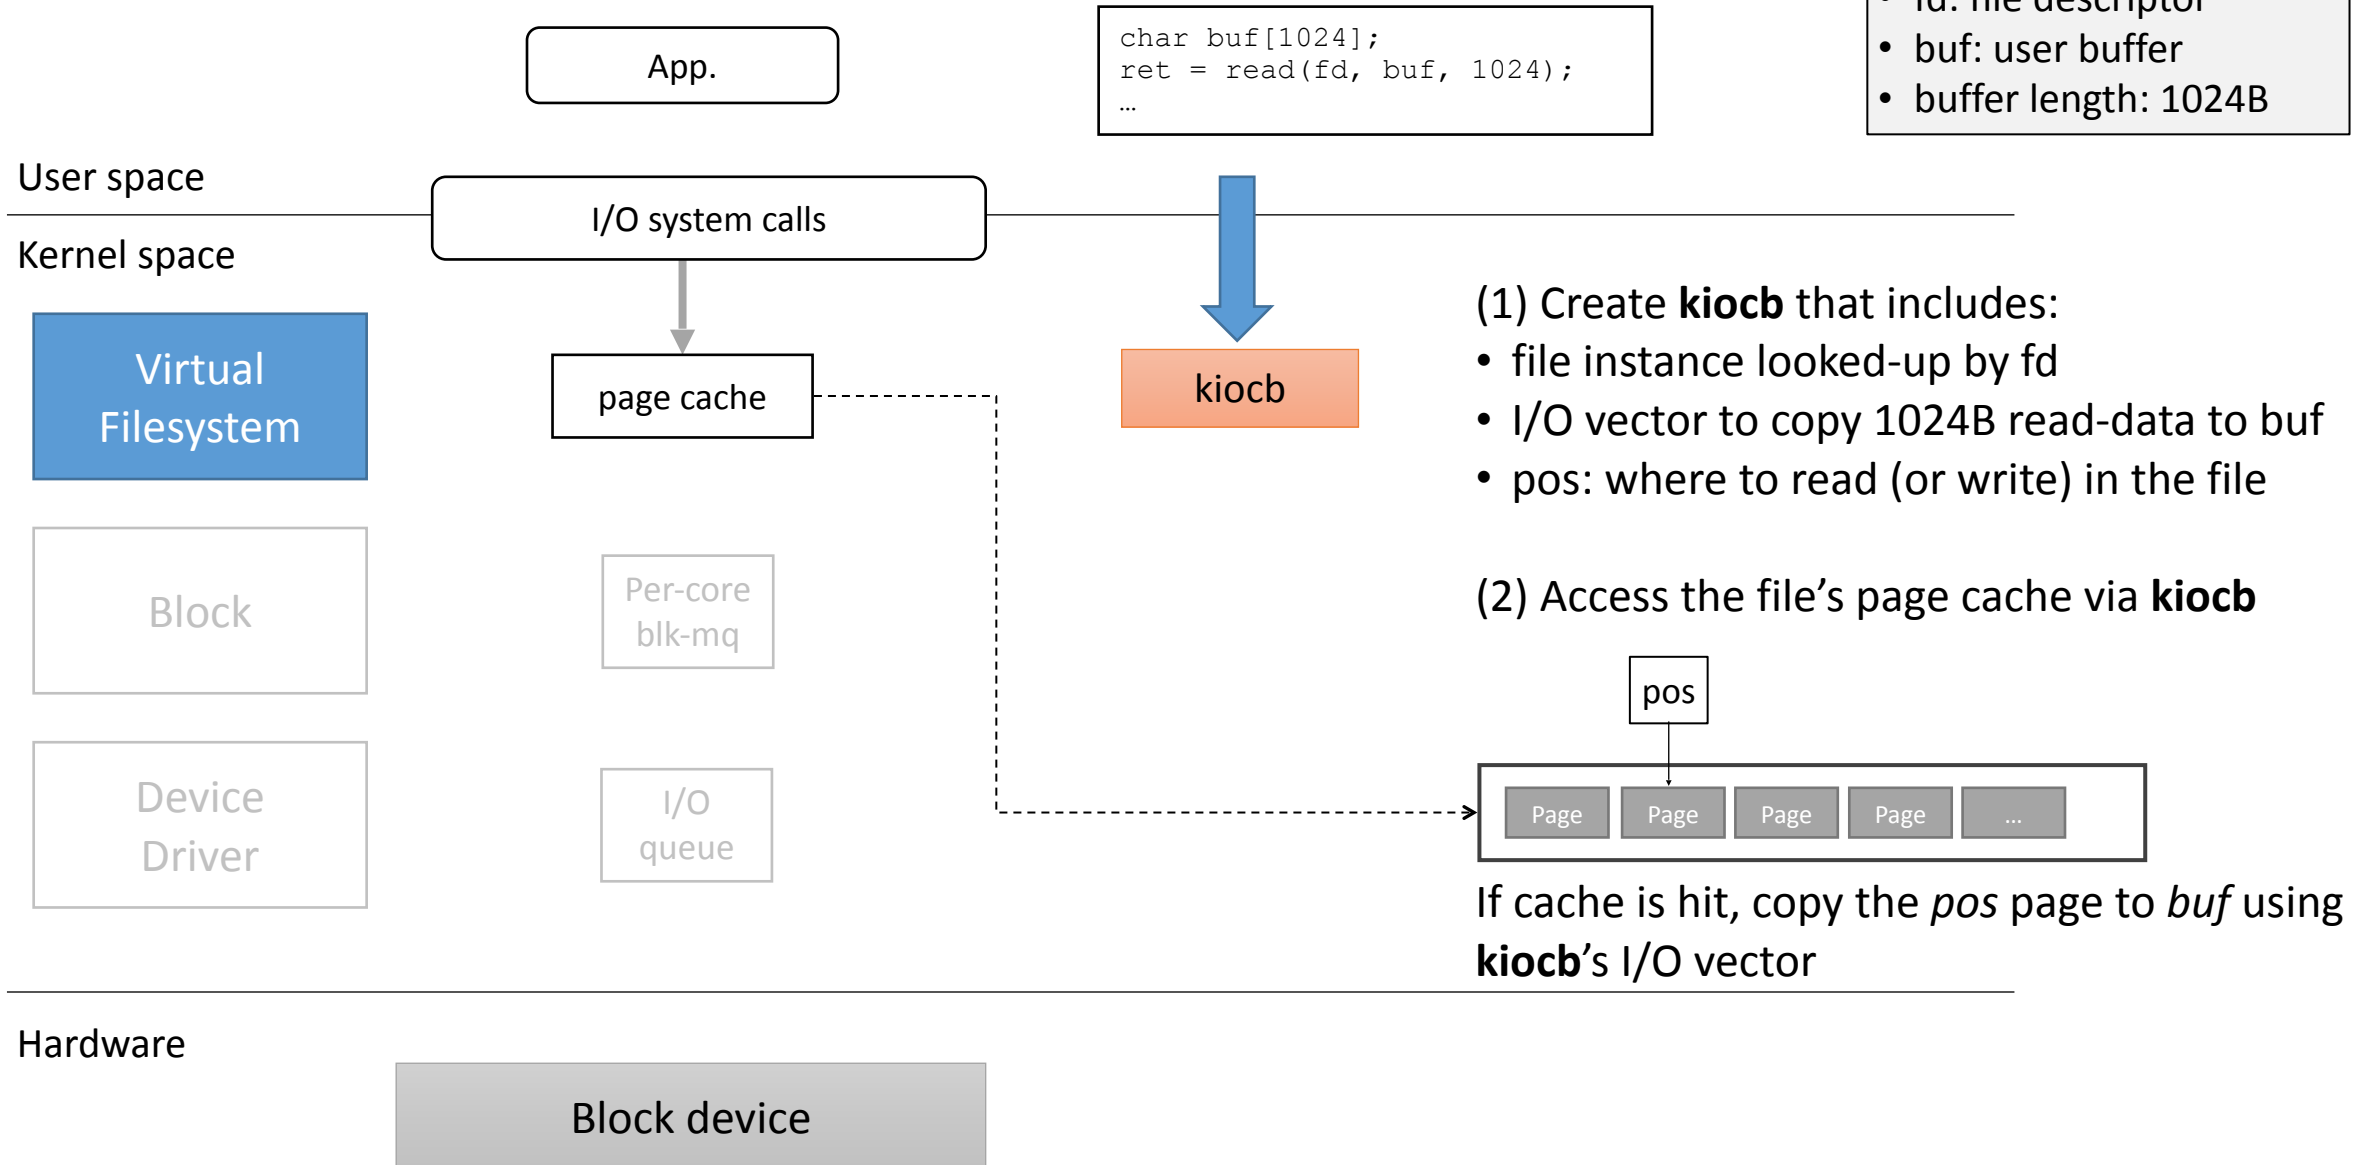 • fd: file descriptor
• buf: user buffer
• buffer length: 1024B
App.
char buf[1024];
ret = read(fd, buf, 1024);
…
User space
I/O system calls
Kernel space
Virtual
Filesystem
page cache
kiocb
(1) Create kiocb that includes:
• file instance looked-up by fd
• I/O vector to copy 1024B read-data to buf
• pos: where to read (or write) in the file
Block
Per-core
blk-mq
(2) Access the file’s page cache via kiocb
pos
Device
Driver
I/O
queue
Page Page Page Page ...
If cache is hit, copy the pos page to buf using
kiocb’s I/O vector
Hardware
Block device